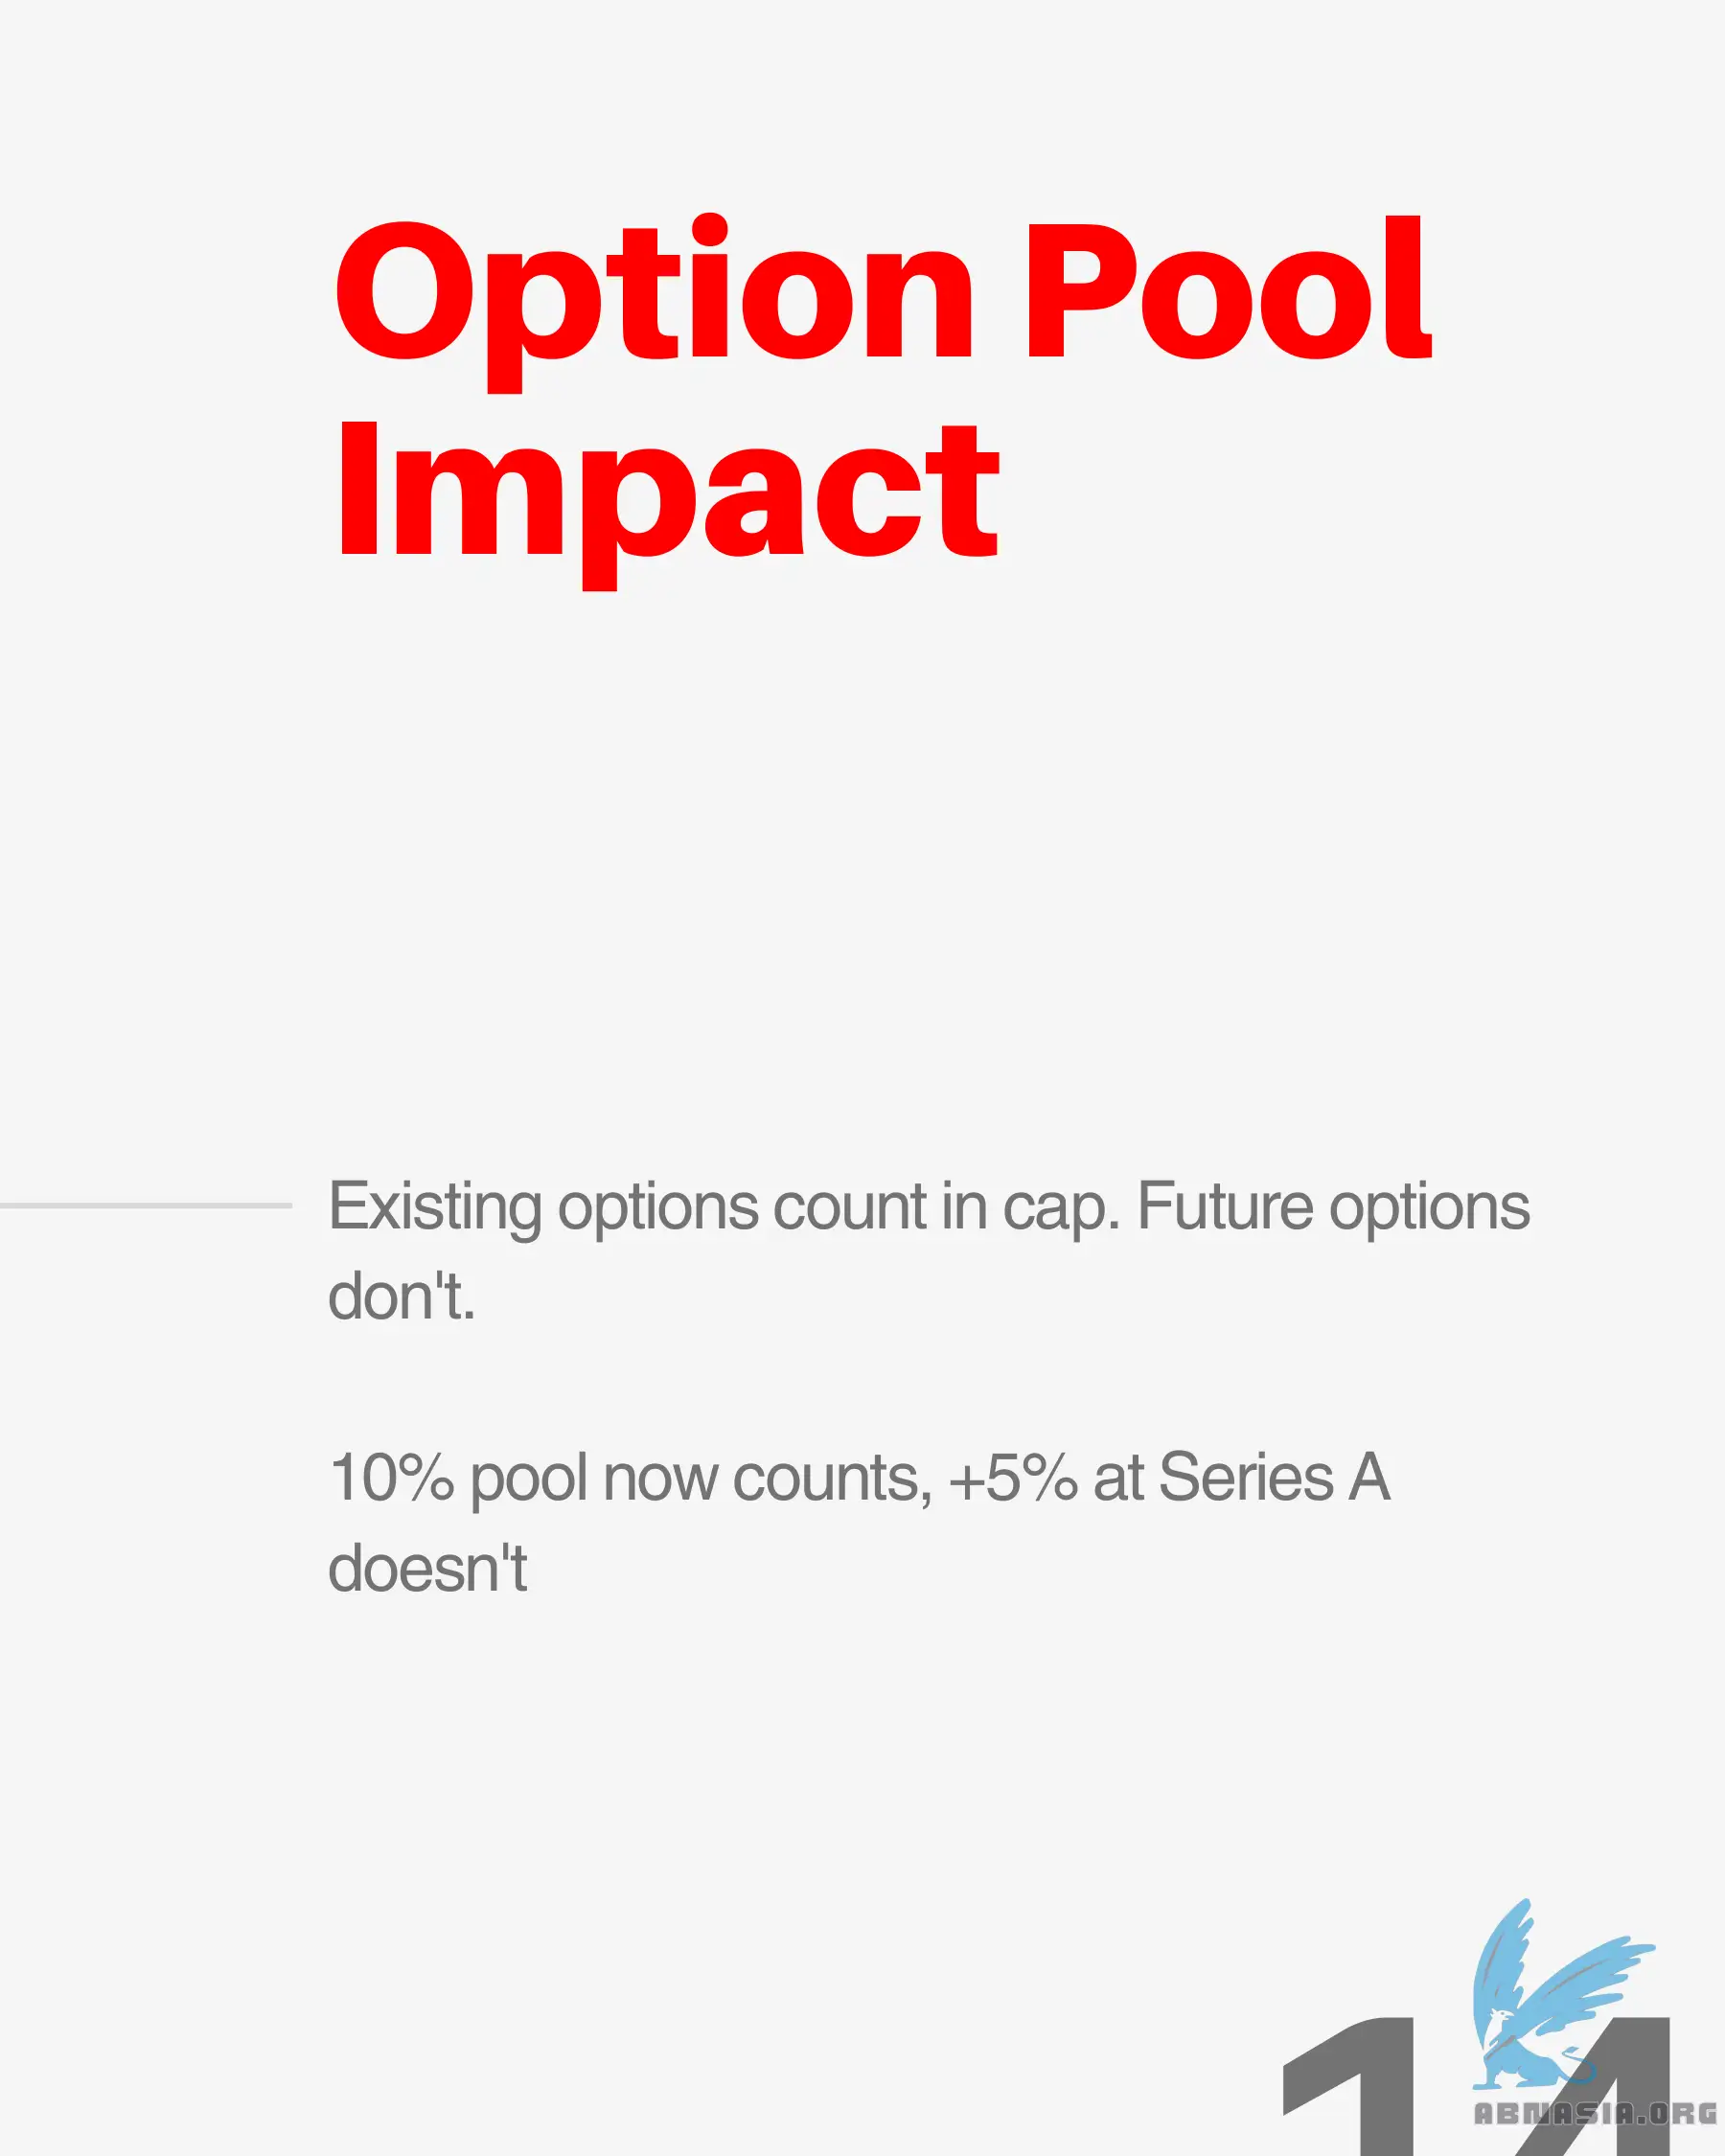 Option Pool
Impact
Existing options count in cap. Future options
don't.
10% pool now counts, +5% at Series A
doesn't
14
ABMASIA.ORG